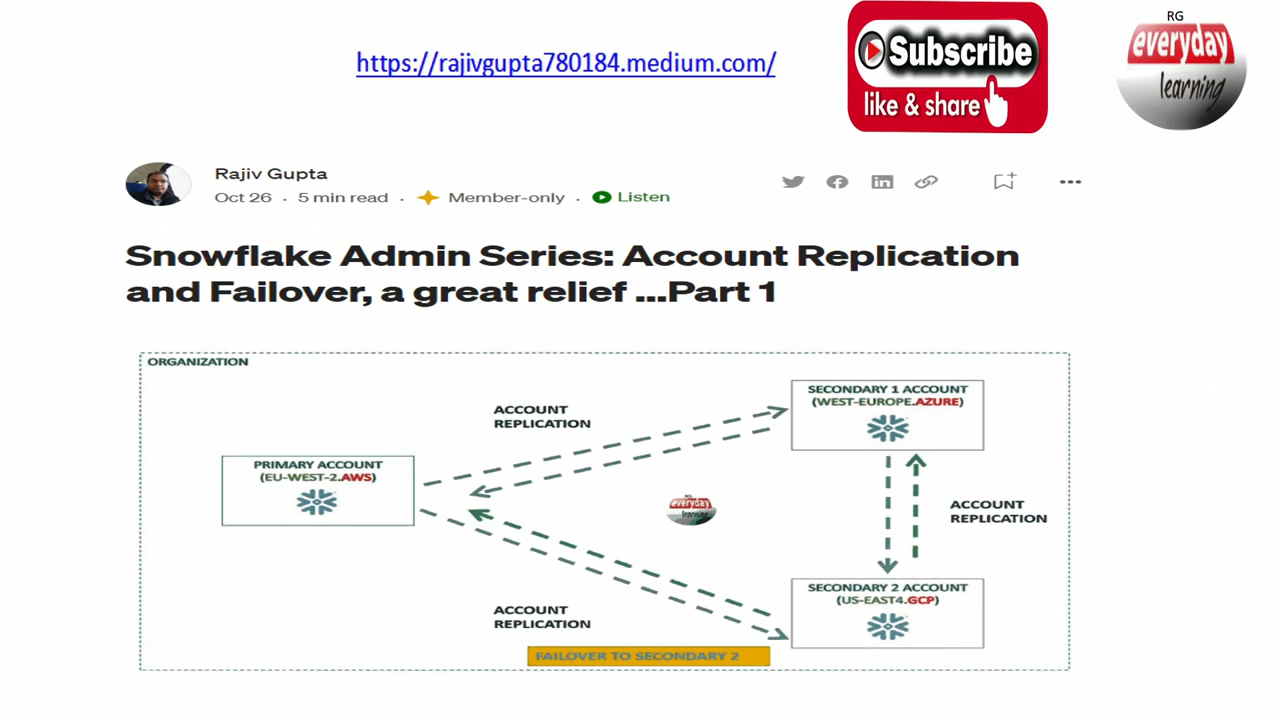 RG
everyday
learning
https://rajivgupta780184.medium.com/
Subscribe
like & share
Rajiv Gupta
Oct 26 · 5 min read · Member-only · Listen
Snowflake Admin Series: Account Replication
and Failover, a great relief …Part 1
ORGANIZATION
SECONDARY 1 ACCOUNT
(WEST-EUROPE.AZURE)
ACCOUNT
REPLICATION
PRIMARY ACCOUNT
(EU-WEST-2.AWS)
RG
everyday
learning
ACCOUNT
REPLICATION
SECONDARY 2 ACCOUNT
(US-EAST4.GCP)
ACCOUNT
REPLICATION
FAILOVER TO SECONDARY 2